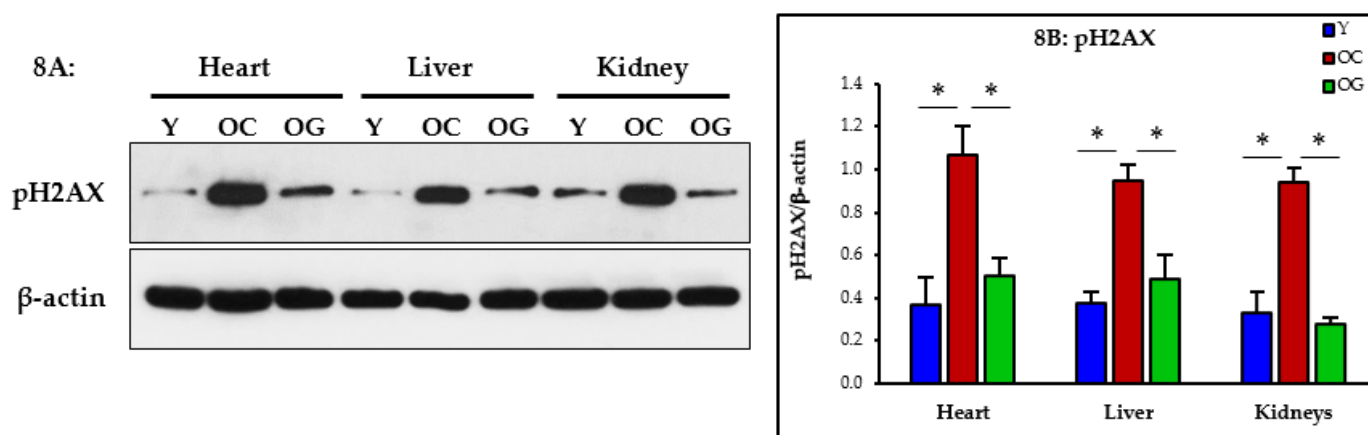 8A: Heart Liver Kidney
Y OC OG Y OC OG Y OC OG
pH2AX
β-actin
8B: pH2AX
Y
OC
OG
pH2AX/β-actin
1.4
1.2
1.0
0.8
0.6
0.4
0.2
0.0
* * * * * *
Heart Liver Kidneys